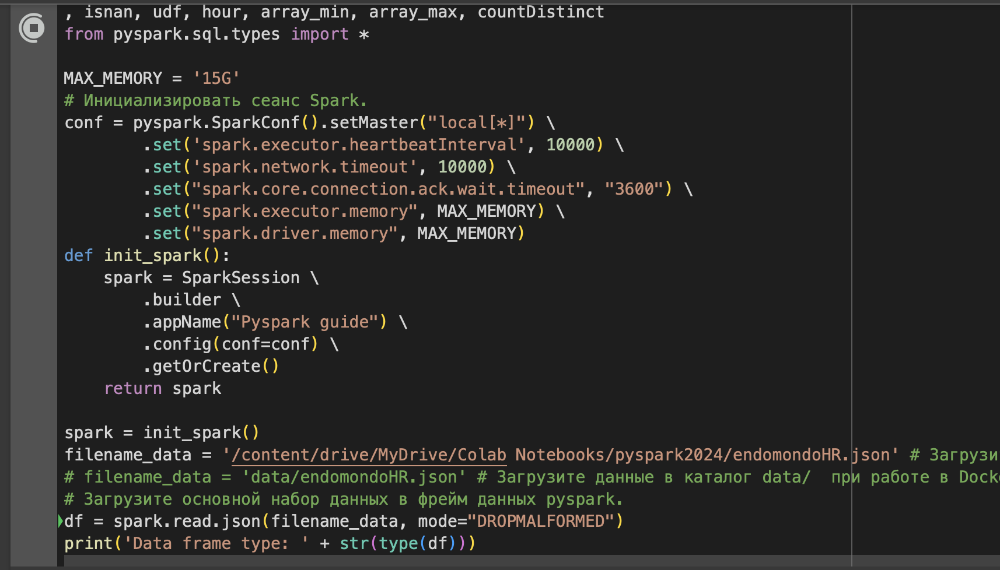 , isnan, udf, hour, array_min, array_max, countDistinct
from pyspark.sql.types import *
MAX_MEMORY = '15G'
# Инициализировать сеанс Spark.
conf = pyspark.SparkConf().setMaster("local[*]") \
.set('spark.executor.heartbeatInterval', 10000) \
.set('spark.network.timeout', 10000) \
.set("spark.core.connection.ack.wait.timeout", "3600") \
.set("spark.executor.memory", MAX_MEMORY) \
.set("spark.driver.memory", MAX_MEMORY)
def init_spark():
spark = SparkSession \
.builder \
.appName("Pyspark guide") \
.config(conf=conf) \
.getOrCreate()
return spark
spark = init_spark()
filename_data = '/content/drive/MyDrive/Colab Notebooks/pyspark2024/endomondoHR.json' # Загрузи
# filename_data = 'data/endomondoHR.json' # Загрузите данные в каталог data/ при работе в Dock
# Загрузите основной набор данных в фрейм данных pyspark.
df = spark.read.json(filename_data, mode="DROPMALFORMED")
print('Data frame type: ' + str(type(df)))